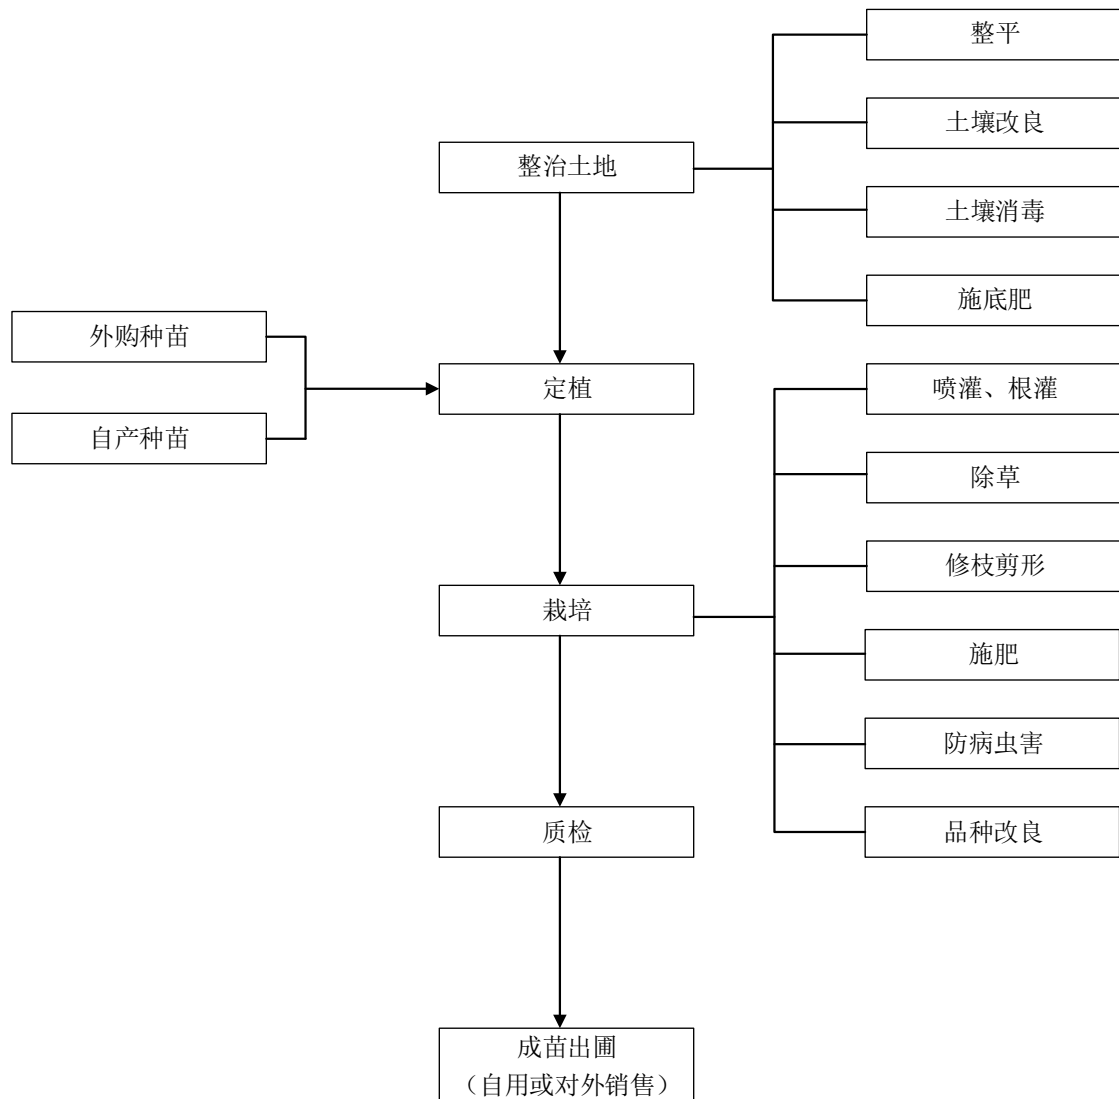 整平
土壤改良
整治土地
土壤消毒
施底肥
外购种苗
定植
自产种苗
喷灌、根灌
除草
修枝剪形
栽培
施肥
防病虫害
品种改良
质检
成苗出圃
（自用或对外销售）